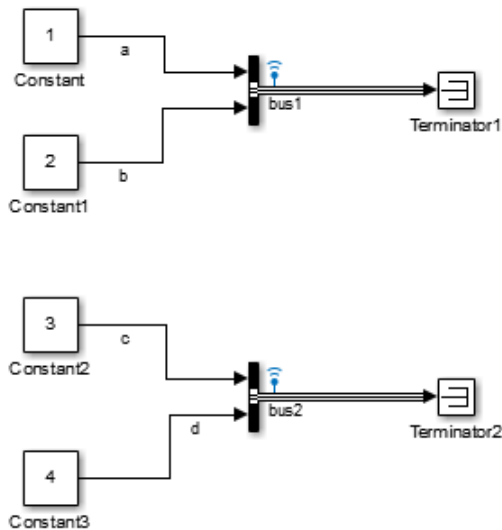 1
a
Constant
bus1
Terminator1
2
b
Constant1
3
c
Constant2
bus2
Terminator2
d
4
Constant3